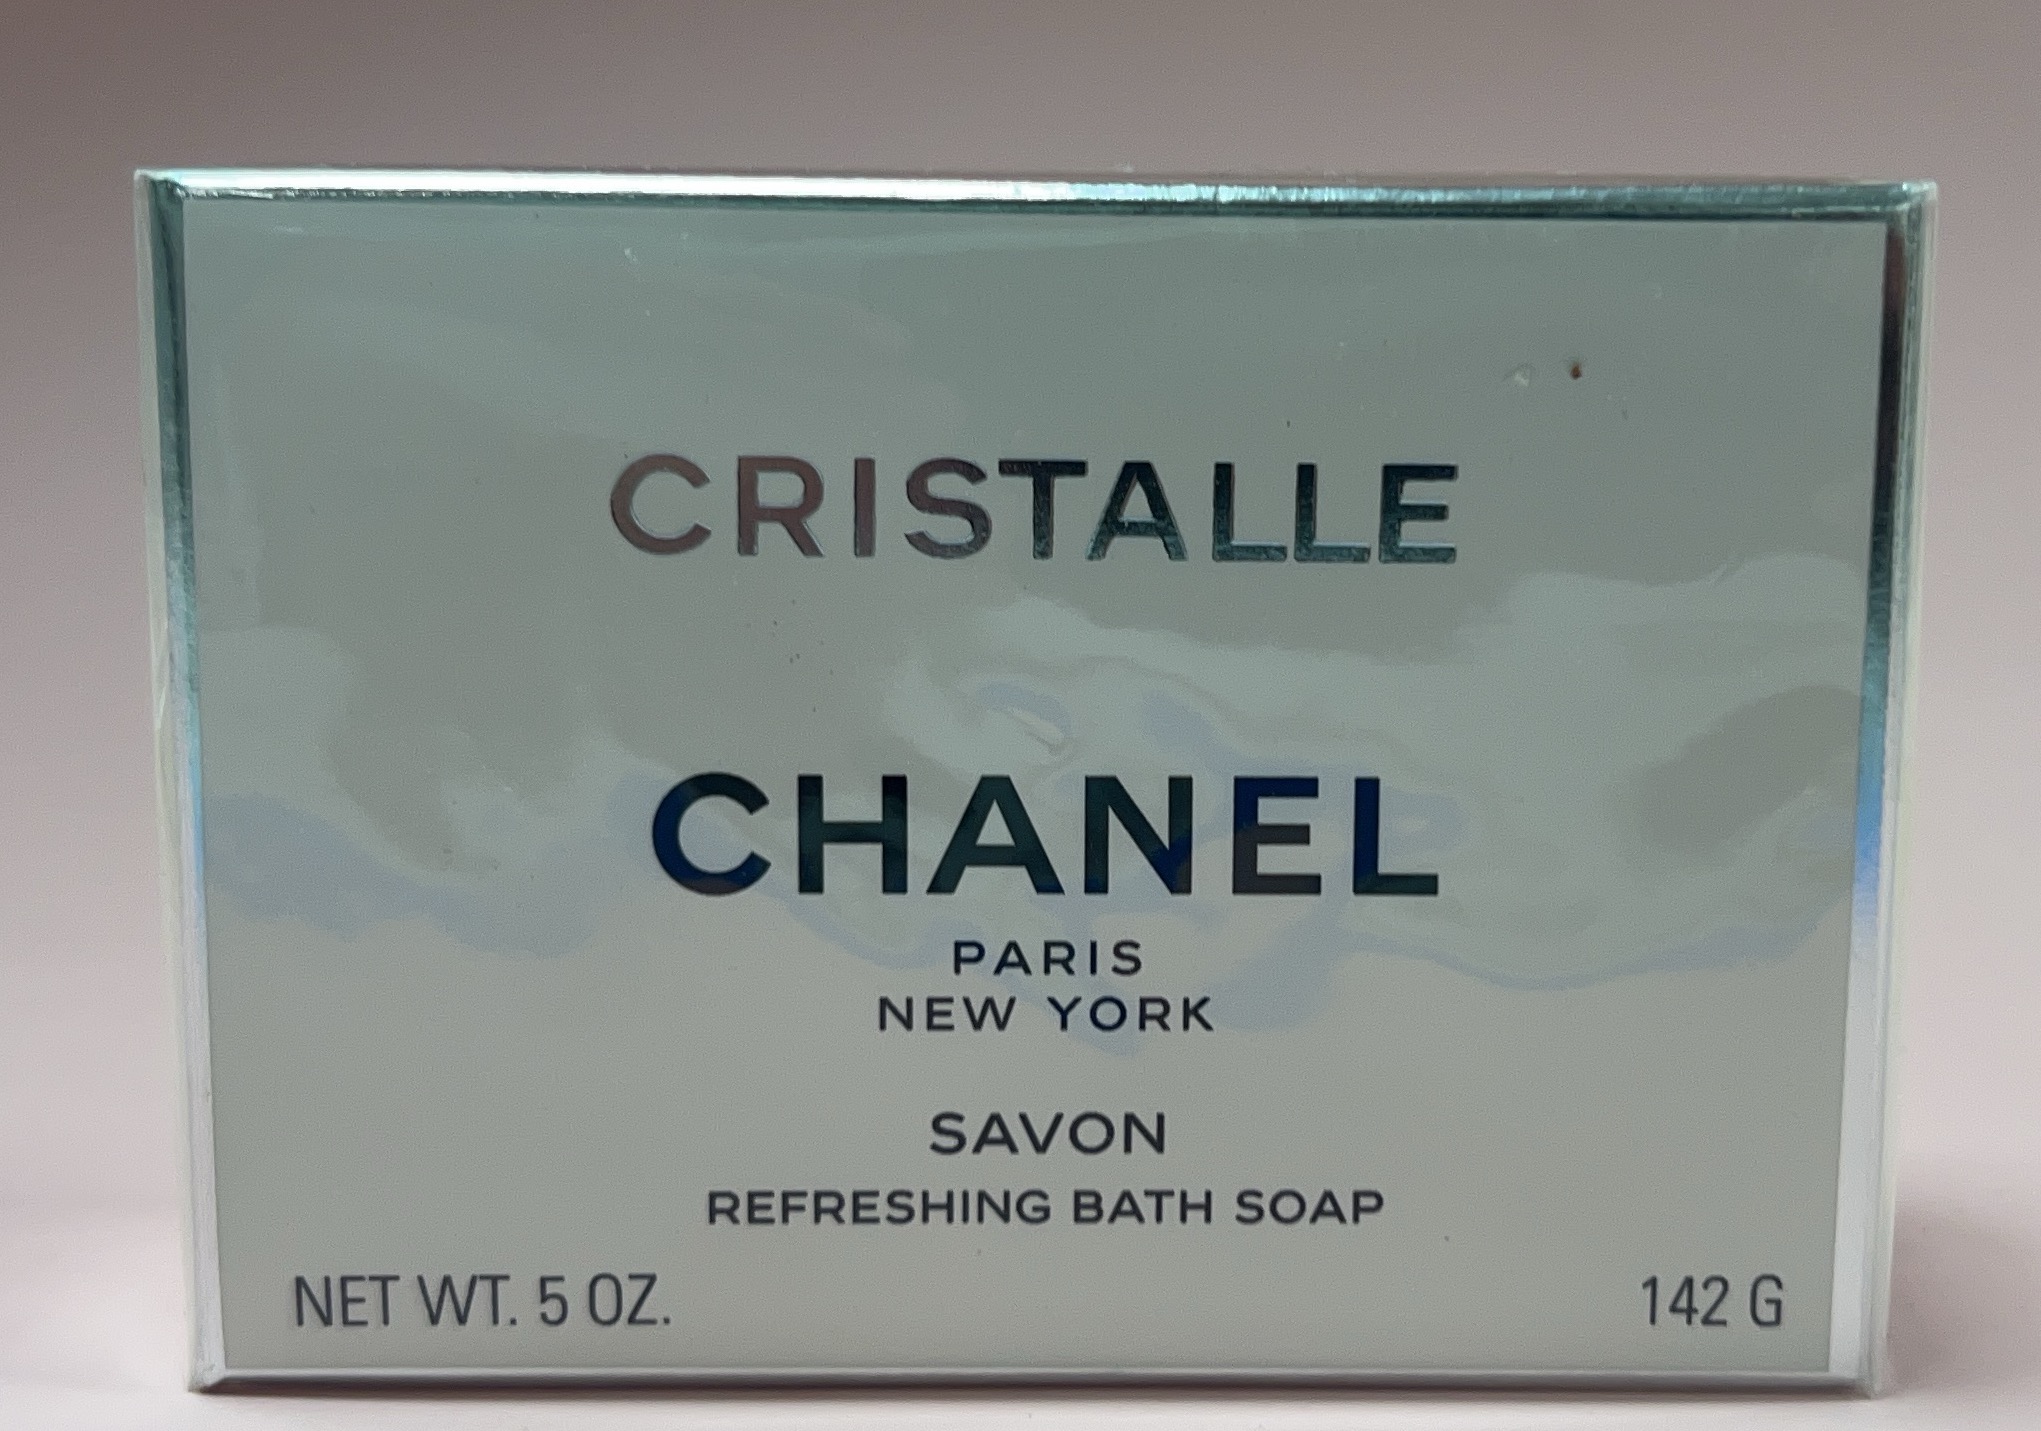 CRISTALLE
CHANEL
PARIS
NEW YORK
SAVON
REFRESHING BATH SOAP
NET WT. 5 OZ. 142 G